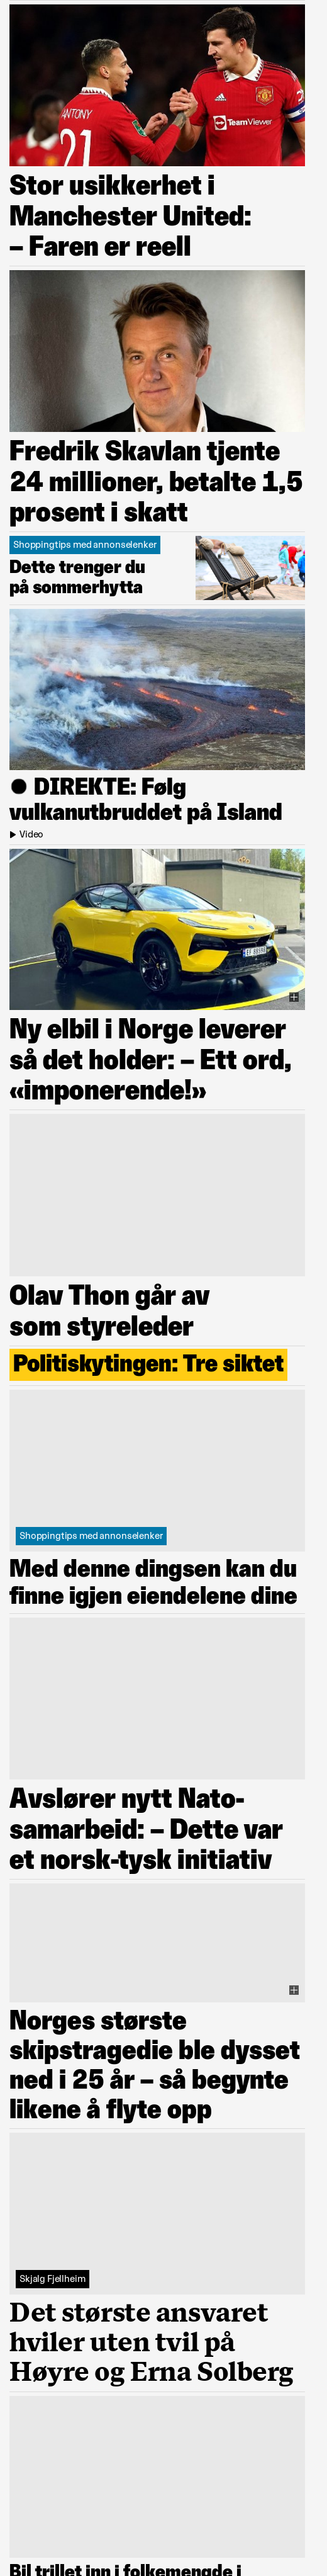 ANTONY
21
TeamViewer
Stor usikkerhet i
Manchester United:
– Faren er reell
Fredrik Skavlan tjente
24 millioner, betalte 1,5
prosent i skatt
Shoppingtips med annonselenker
Dette trenger du
på sommerhytta
● DIREKTE: Følg
vulkanutbruddet på Island
Video
Ny elbil i Norge leverer
så det holder: – Ett ord,
«imponerende!»
Olav Thon går av
som styreleder
Politiskytingen: Tre siktet
Shoppingtips med annonselenker
Med denne dingsen kan du
finne igjen eiendelene dine
Avslører nytt Nato-
samarbeid: – Dette var
et norsk-tysk initiativ
Norges største
skipstragedie ble dysset
ned i 25 år – så begynte
likene å flyte opp
Skjalg Fjellheim
Det største ansvaret
hviler uten tvil på
Høyre og Erna Solberg
Bil trillet inn i folkemengde i